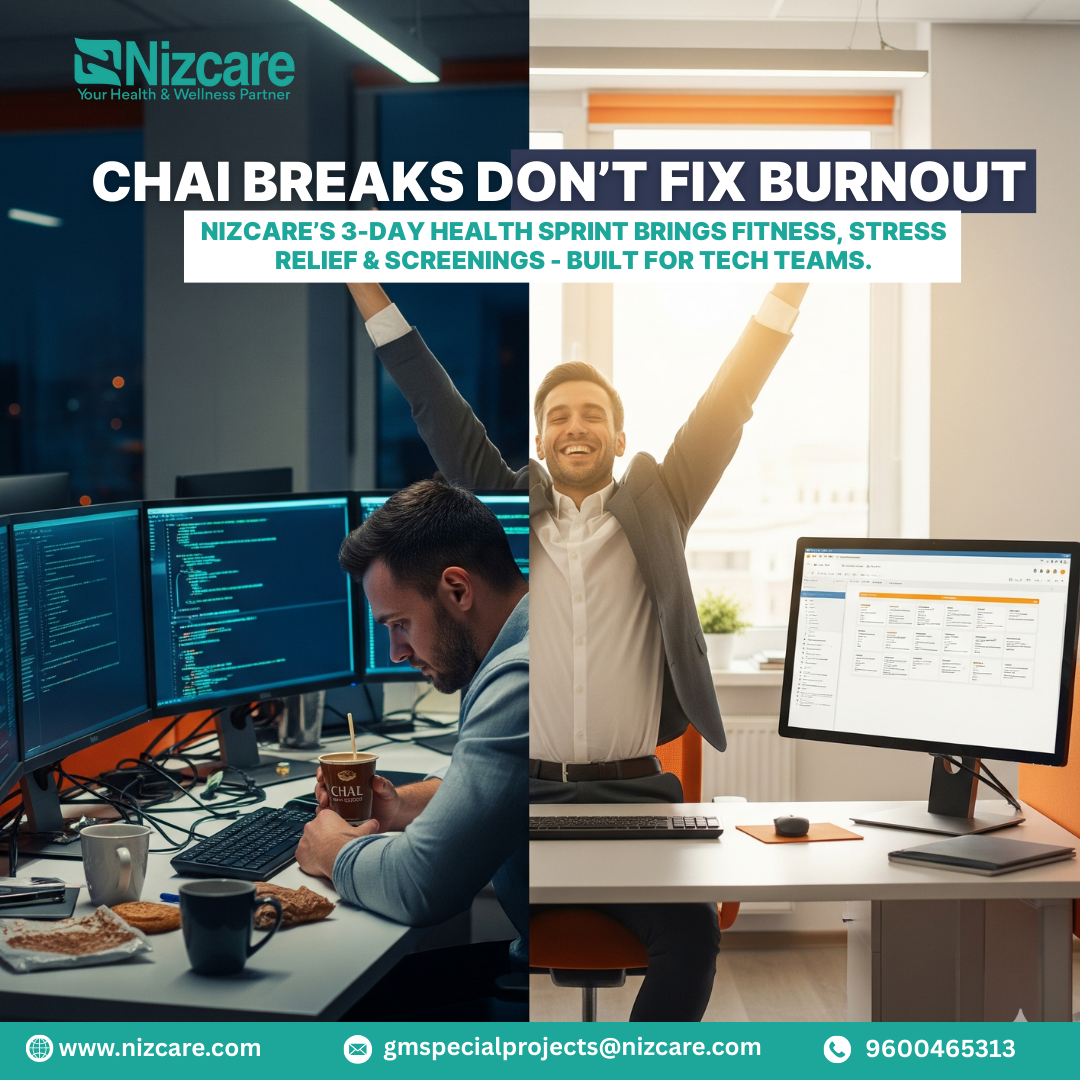 Nizcare
Your Health & Wellness Partner
CHAI BREAKS DON’T FIX BURNOUT
NIZCARE’S 3-DAY HEALTH SPRINT BRINGS FITNESS, STRESS
RELIEF & SCREENINGS - BUILT FOR TECH TEAMS.
CHAL
www.nizcare.com
gmspecialprojects@nizcare.com
9600465313